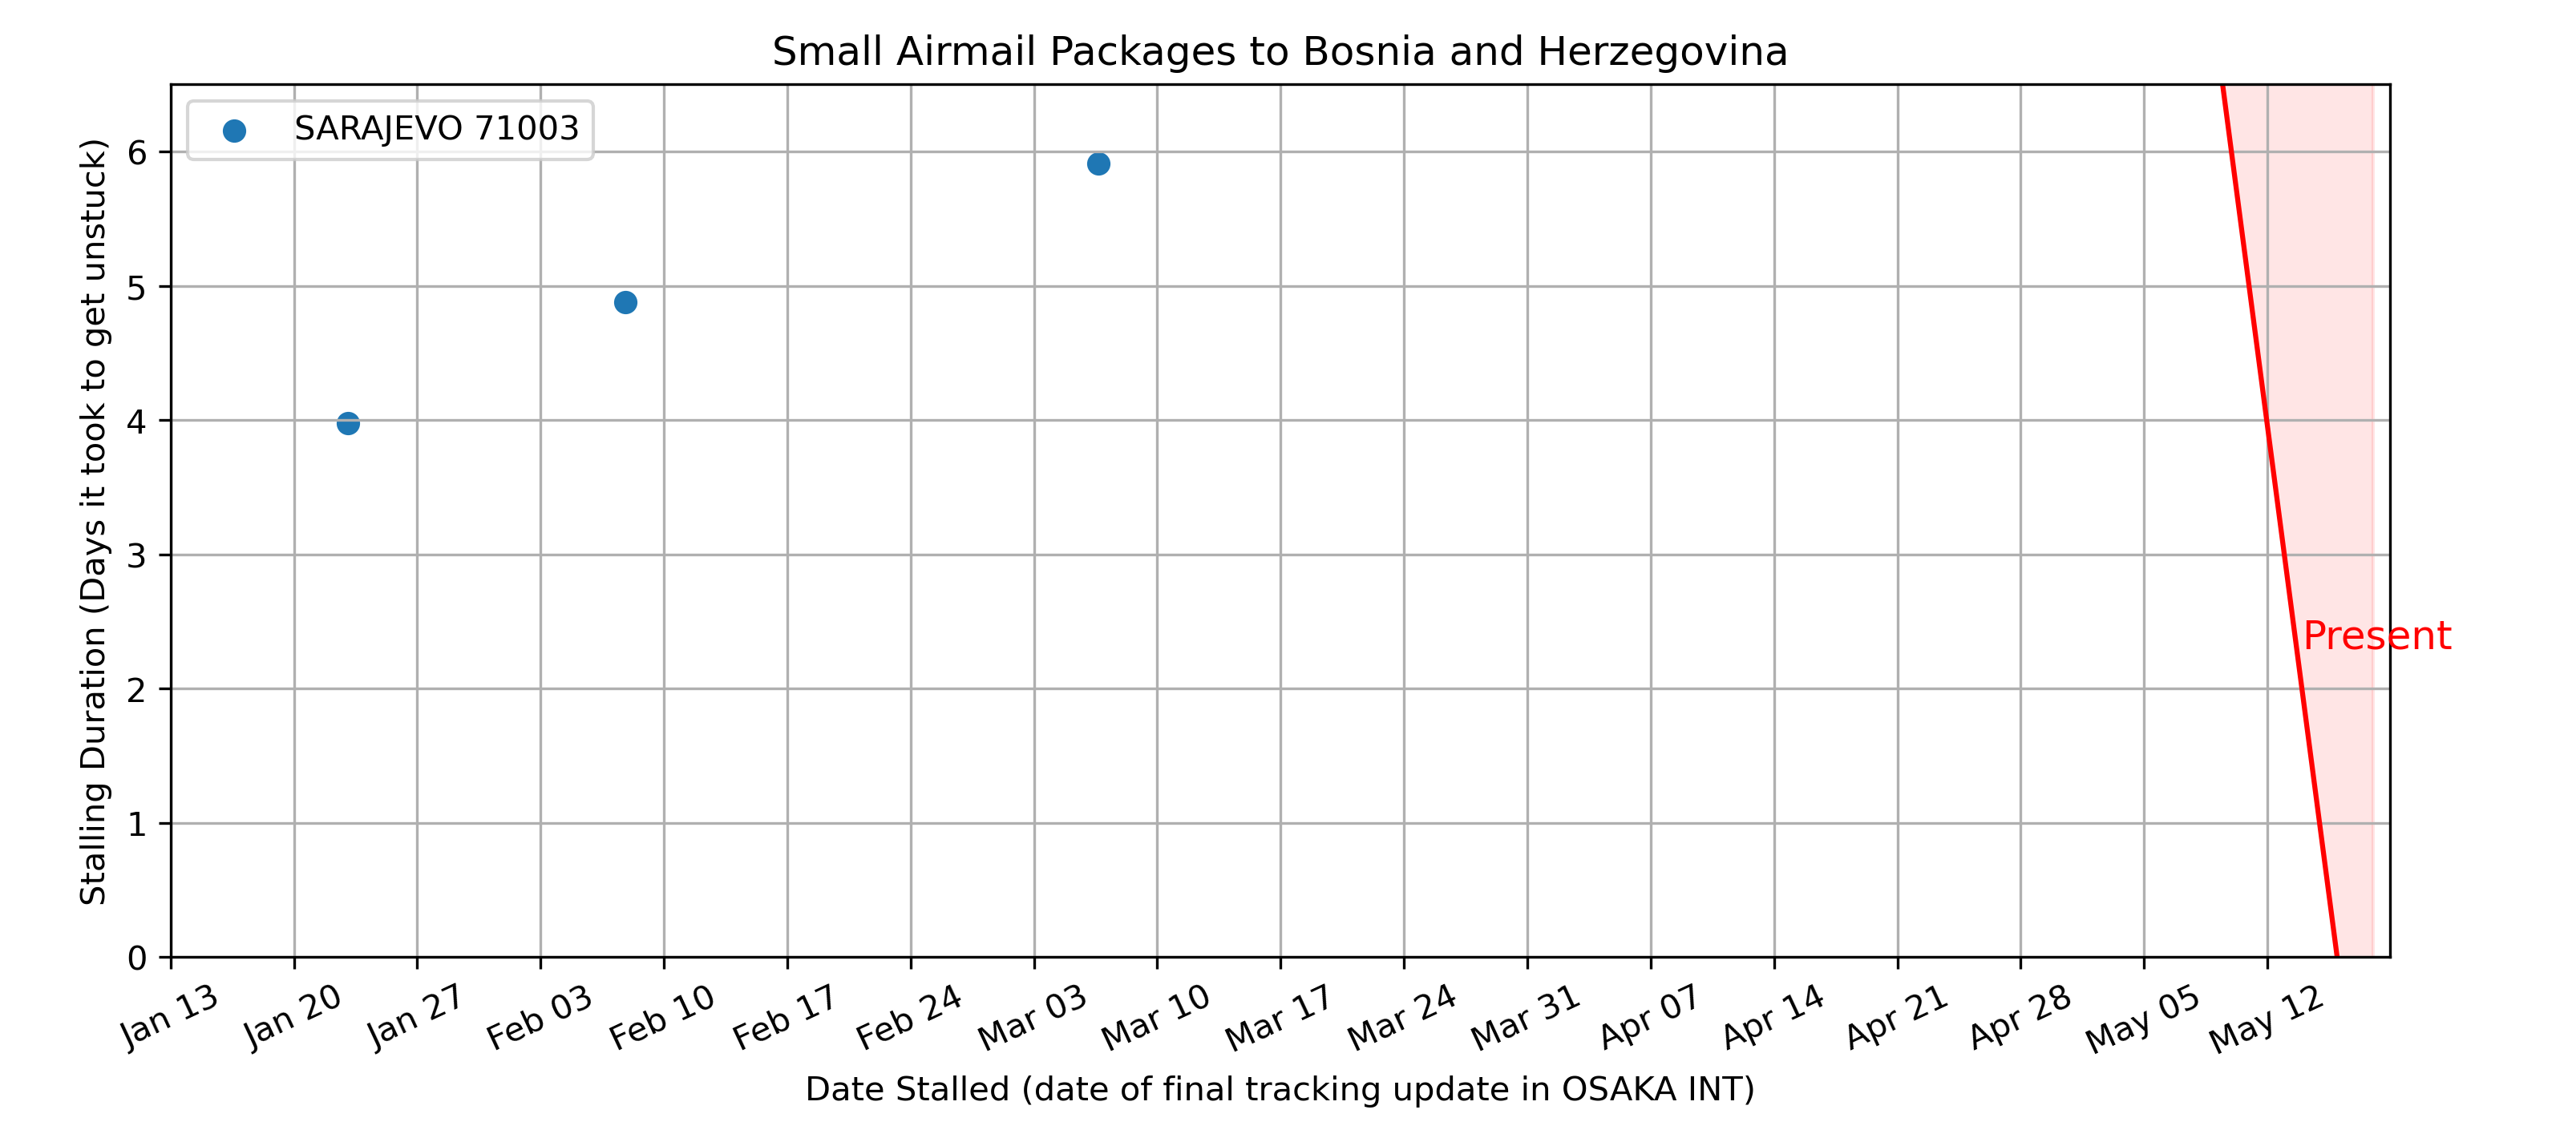 Small Airmail Packages to Bosnia and Herzegovina
SARAJEVO 71003
Stalling Duration (Days it took to get unstuck)
6
5
4
3
2
1
0
Present
Jan 13
Jan 20
Jan 27
Feb 03
Feb 10
Feb 17
Feb 24
Mar 03
Mar 10
Mar 17
Mar 24
Mar 31
Apr 07
Apr 14
Apr 21
Apr 28
May 05
May 12
Date Stalled (date of final tracking update in OSAKA INT)